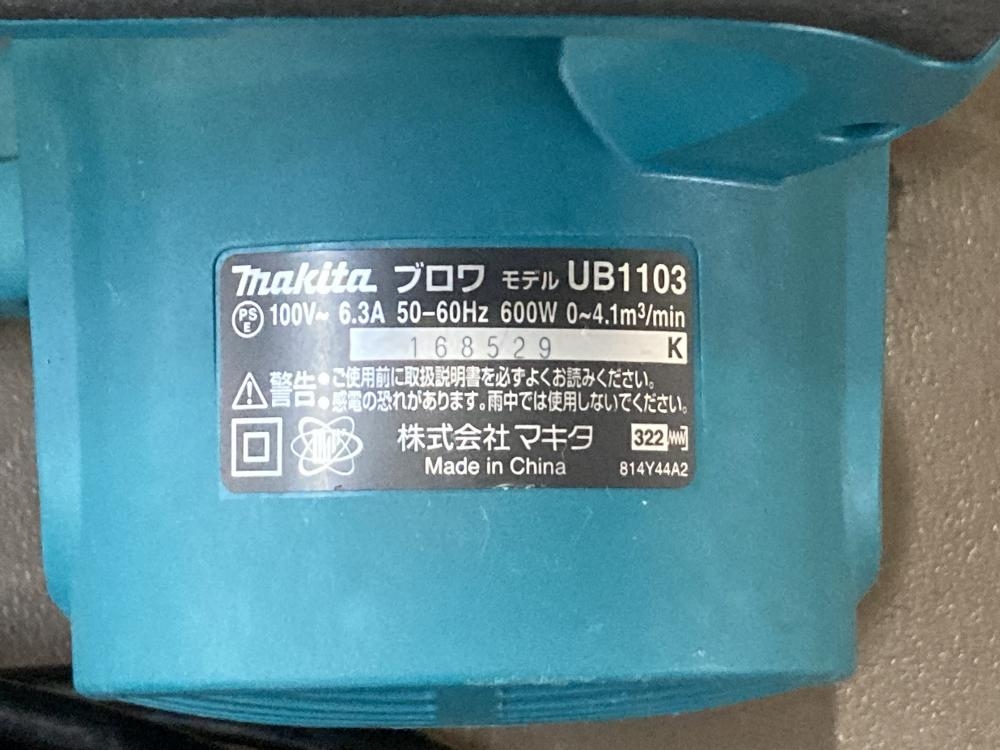 makita ブロワ モデル UB1103
PS E 100V~ 6.3A 50-60Hz 600W 0~4.1m³/min
168529 K
警告 ●ご使用前に取扱説明書を必ずよくお読みください。
●感電の恐れがあります。雨中では使用しないでください。
株式会社 マキタ 322
Made in China 814Y44A2